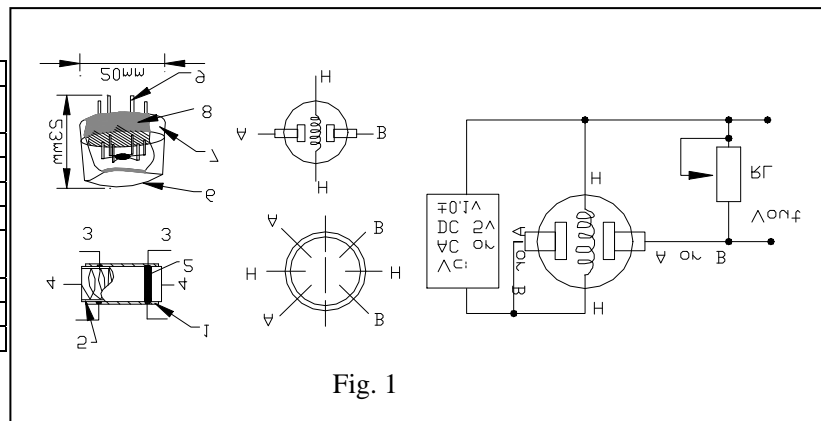 20mm
9
8
7
6
23mm
3 3
4 5 4
2 1
H
A B
H
A B
H H
A B
Vc:
AC or
DC 5v
±0.1v
H
A or B
A or B
H
RL
Vout
Fig. 1